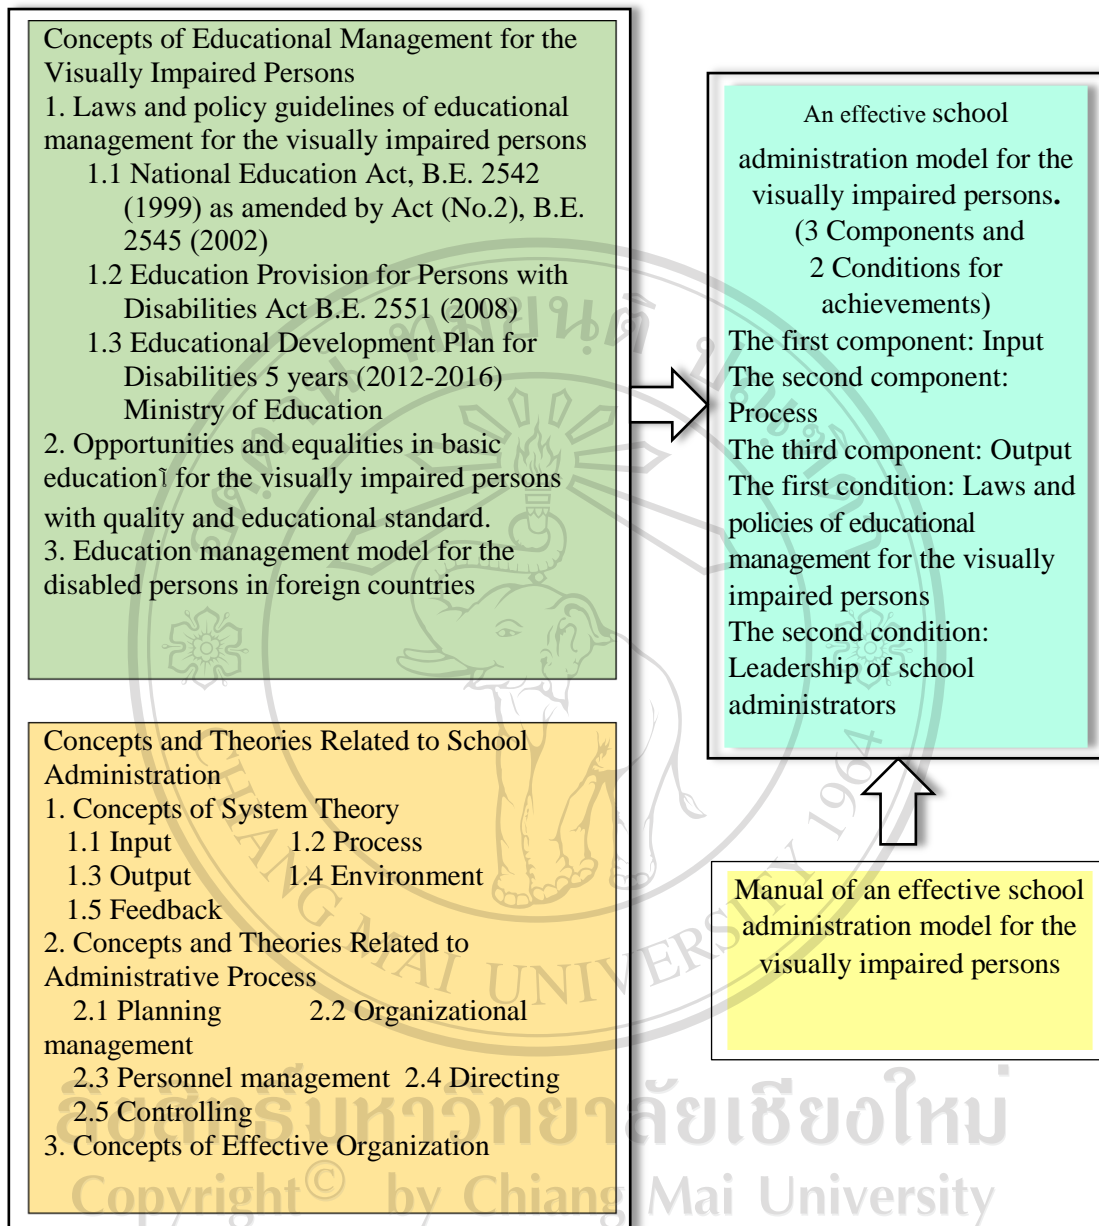 Concepts of Educational Management for the
Visually Impaired Persons
1. Laws and policy guidelines of educational
management for the visually impaired persons
1.1 National Education Act, B.E. 2542
(1999) as amended by Act (No.2), B.E.
2545 (2002)
1.2 Education Provision for Persons with
Disabilities Act B.E. 2551 (2008)
1.3 Educational Development Plan for
Disabilities 5 years (2012-2016)
Ministry of Education
2. Opportunities and equalities in basic
educationใ for the visually impaired persons
with quality and educational standard.
3. Education management model for the
disabled persons in foreign countries
Concepts and Theories Related to School
Administration
1. Concepts of System Theory
1.1 Input 1.2 Process
1.3 Output 1.4 Environment
1.5 Feedback
2. Concepts and Theories Related to
Administrative Process
2.1 Planning 2.2 Organizational
management
2.3 Personnel management 2.4 Directing
2.5 Controlling
3. Concepts of Effective Organization
An effective school
administration model for the
visually impaired persons.
(3 Components and
2 Conditions for
achievements)
The first component: Input
The second component:
Process
The third component: Output
The first condition: Laws and
policies of educational
management for the visually
impaired persons
The second condition:
Leadership of school
administrators
Manual of an effective school
administration model for the
visually impaired persons
CHIANG MAI UNIVERSITY 1964
ลิขสิทธิ์มหาวิทยาลัยเชียงใหม่
Copyright© by Chiang Mai University